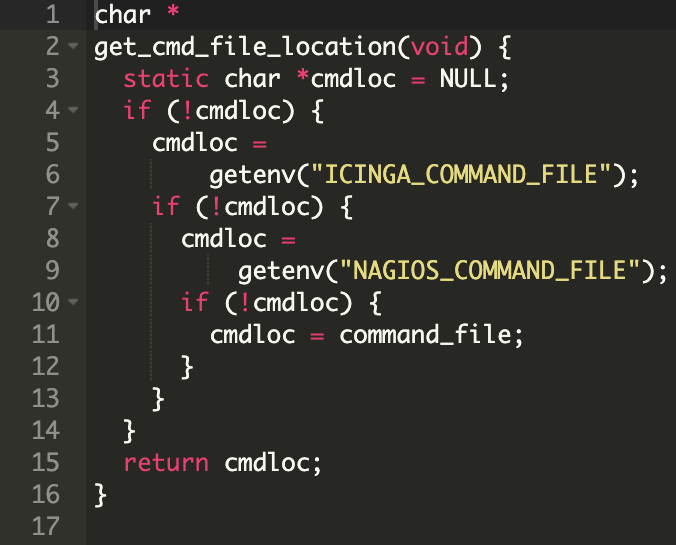 1 char *
2 get_cmd_file_location(void) {
3 static char *cmdloc = NULL;
4 if (!cmdloc) {
5 cmdloc =
6 getenv("ICINGA_COMMAND_FILE");
7 if (!cmdloc) {
8 cmdloc =
9 getenv("NAGIOS_COMMAND_FILE");
10 if (!cmdloc) {
11 cmdloc = command_file;
12 }
13 }
14 }
15 return cmdloc;
16 }
17